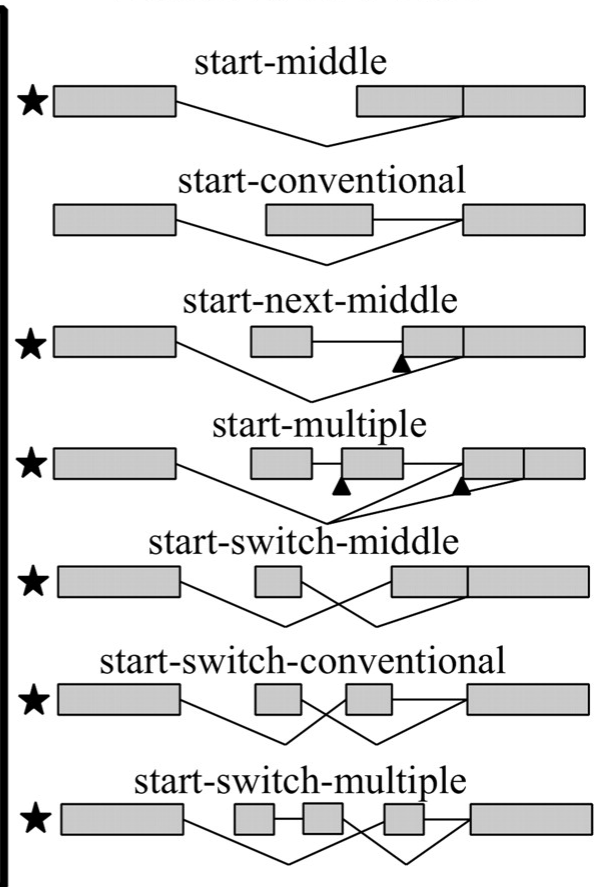 start-middle
start-conventional
start-next-middle
start-multiple
start-switch-middle
start-switch-conventional
start-switch-multiple